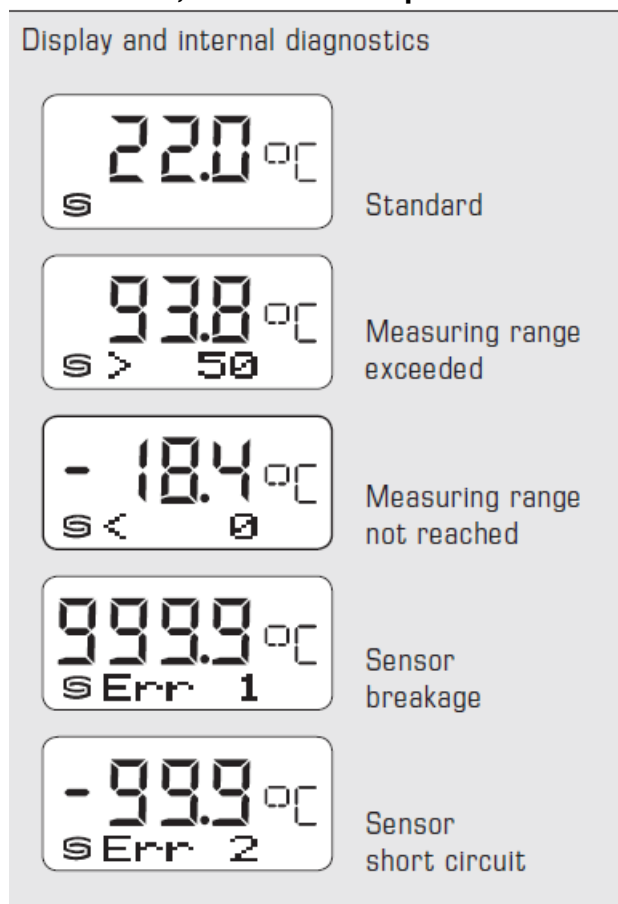 Display and internal diagnostics
22.0 °C
Standard
93.8 °C
> 50
Measuring range
exceeded
- 18.4 °C
< 0
Measuring range
not reached
999.9 °C
Err 1
Sensor
breakage
-99.9 °C
Err 2
Sensor
short circuit